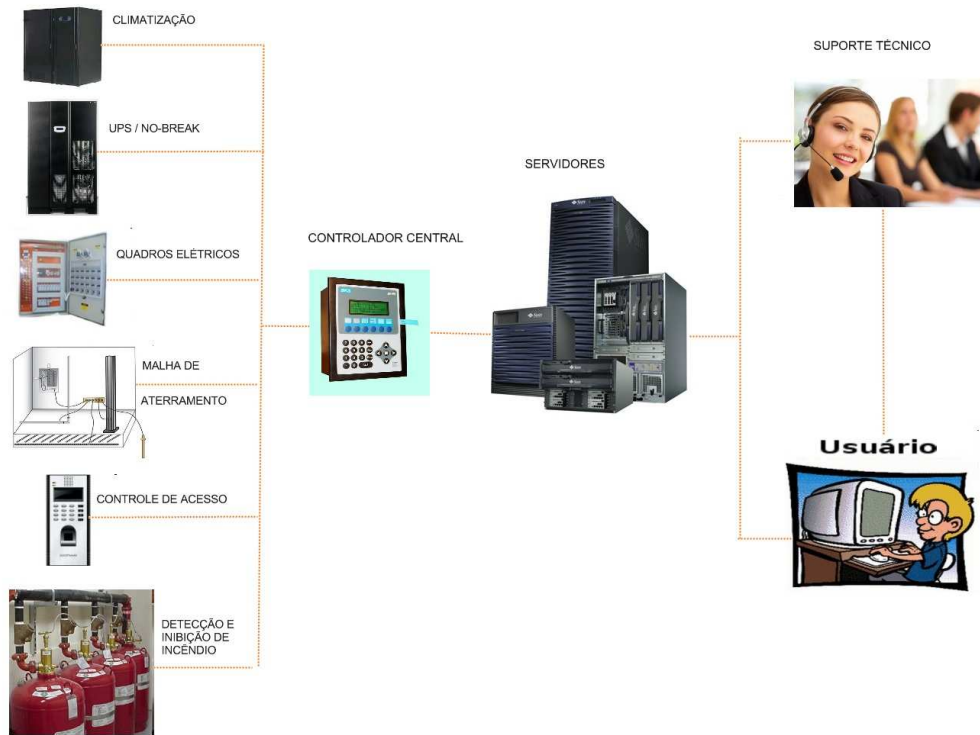 CLIMATIZAÇÃO
UPS / NO-BREAK
QUADROS ELÉTRICOS
MALHA DE
ATERRAMENTO
CONTROLE DE ACESSO
DETECÇÃO E
INIBIÇÃO DE
INCÊNDIO
CONTROLADOR CENTRAL
SERVIDORES
SUPORTE TÉCNICO
Usuário